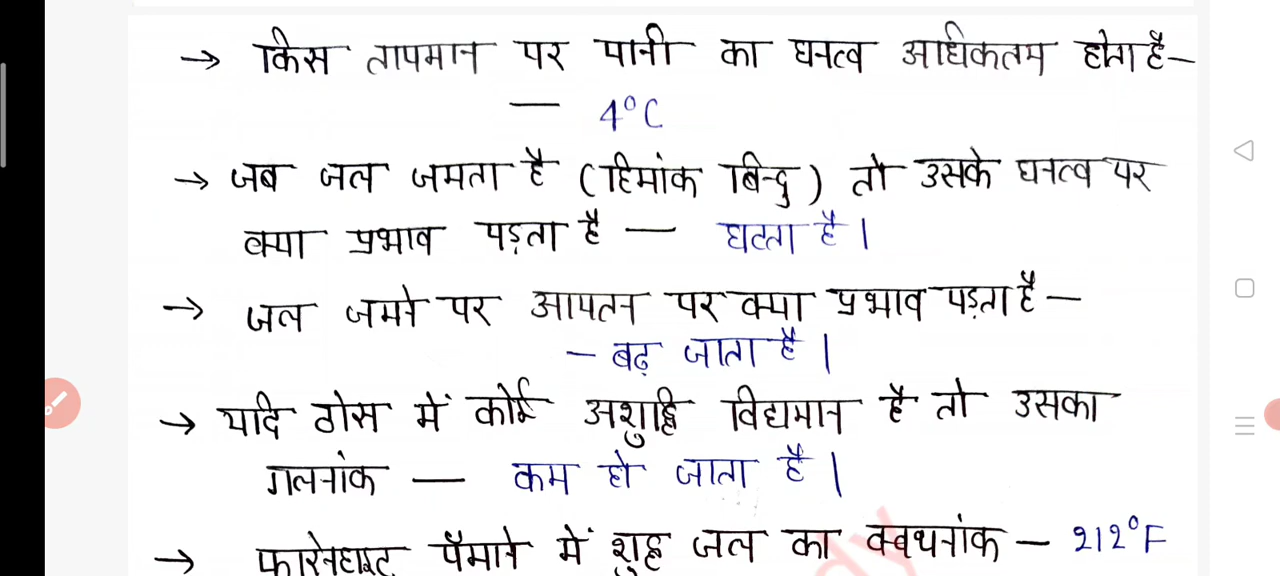 → किस तापमान पर पानी का घनत्व अधिकतम होता है–
— 4°C
→ जब जल जमता है (हिमांक बिन्दु) तो उसके घनत्व पर
क्या प्रभाव पड़ता है — घटता है।
→ जल जमने पर आयतन पर क्या प्रभाव पड़ता है –
– बढ़ जाता है।
→ यदि ठोस में कोई अशुद्धि विद्यमान है तो उसका
गलनांक — कम हो जाता है।
→ फारेनहाइट पैमाने में शुद्ध जल का क्वथनांक – 212°F